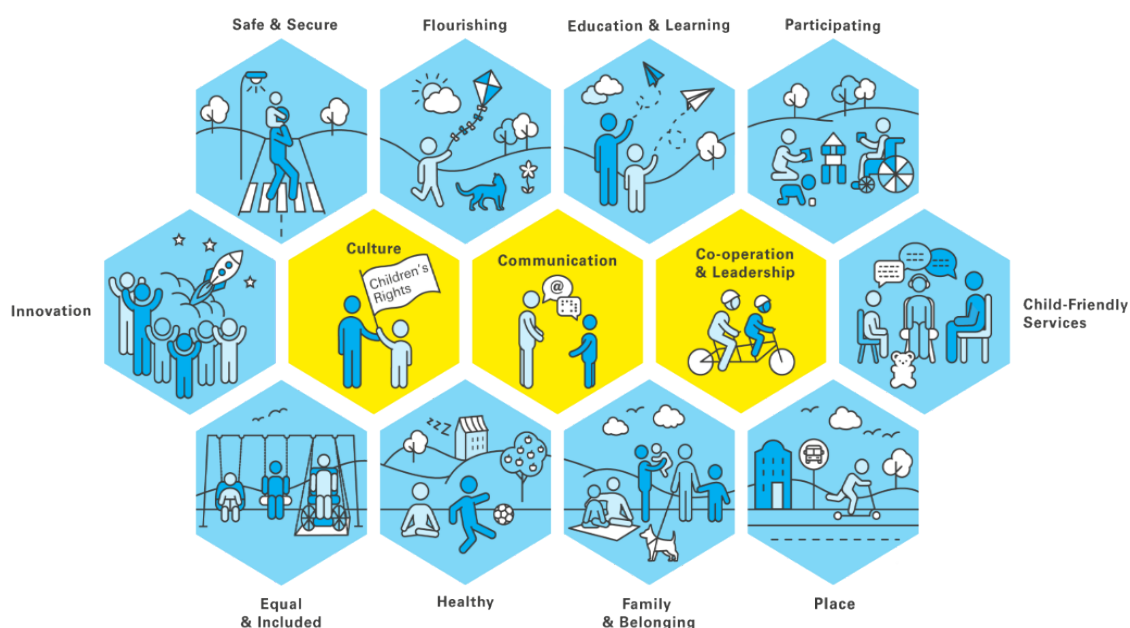 Safe & Secure
Flourishing
Education & Learning
Participating
Innovation
Culture
Children's
Rights
Communication
@
Co-operation
& Leadership
Child-Friendly
Services
zzz
Equal
& Included
Healthy
Family
& Belonging
Place